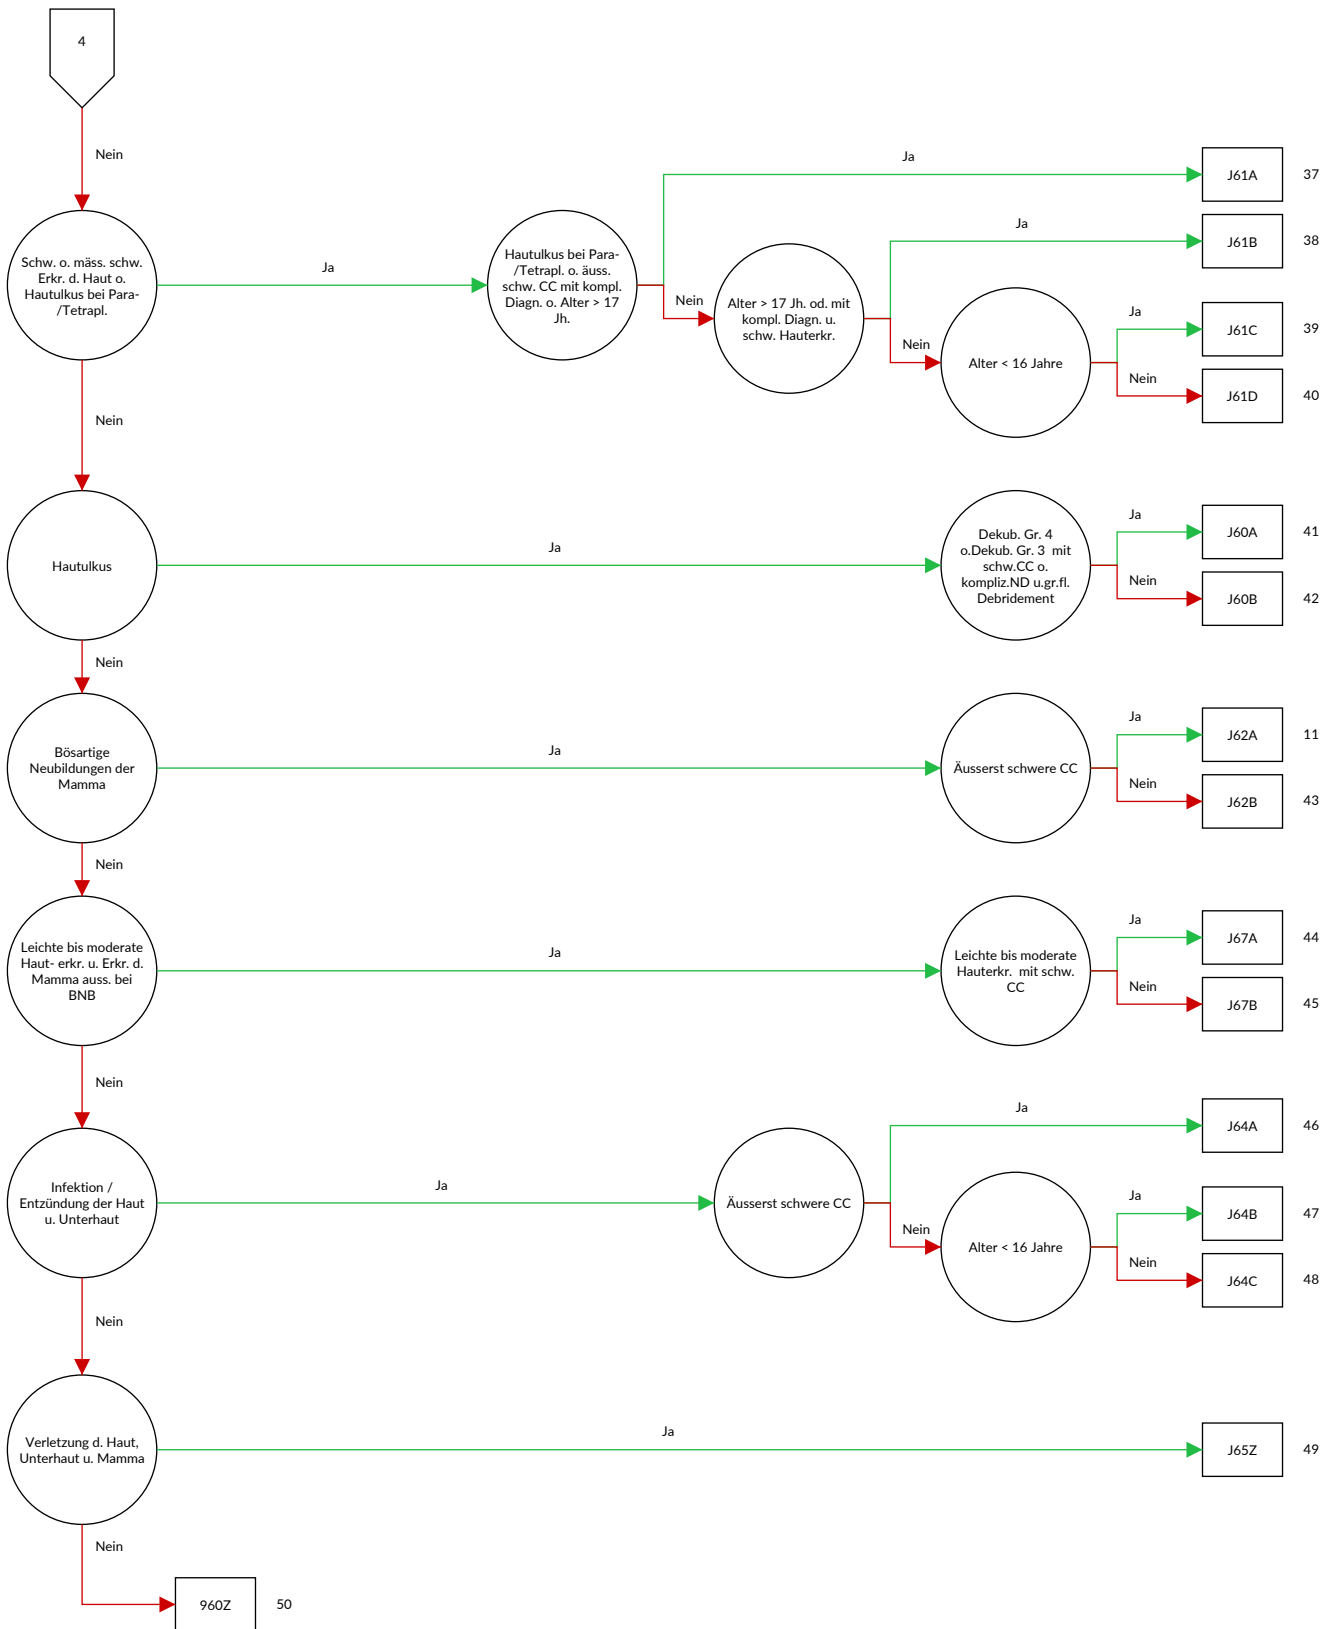 4
Nein
Schw. o. mäss. schw.
Erkr. d. Haut o.
Hautulkus bei Para-
/Tetrapl.
Ja
Hautulkus bei Para-
/Tetrapl. o. äuss.
schw. CC mit kompl.
Diagn. o. Alter > 17
Jh.
Ja
J61A 37
Nein
Alter > 17 Jh. od. mit
kompl. Diagn. u.
schw. Hauterkr.
Ja
J61B 38
Nein
Alter < 16 Jahre
Ja
J61C 39
Nein
J61D 40
Nein
Hautulkus
Ja
Dekub. Gr. 4
o.Dekub. Gr. 3 mit
schw.CC o.
kompliz.ND u.gr.fl.
Debridement
Ja
J60A 41
Nein
J60B 42
Nein
Bösartige
Neubildungen der
Mamma
Ja
Äusserst schwere CC
Ja
J62A 11
Nein
J62B 43
Nein
Leichte bis moderate
Haut- erkr. u. Erkr. d.
Mamma auss. bei
BNB
Ja
Leichte bis moderate
Hauterkr. mit schw.
CC
Ja
J67A 44
Nein
J67B 45
Nein
Infektion /
Entzündung der Haut
u. Unterhaut
Ja
Äusserst schwere CC
Ja
J64A 46
Nein
Alter < 16 Jahre
Ja
J64B 47
Nein
J64C 48
Nein
Verletzung d. Haut,
Unterhaut u. Mamma
Ja
J65Z 49
Nein
960Z 50